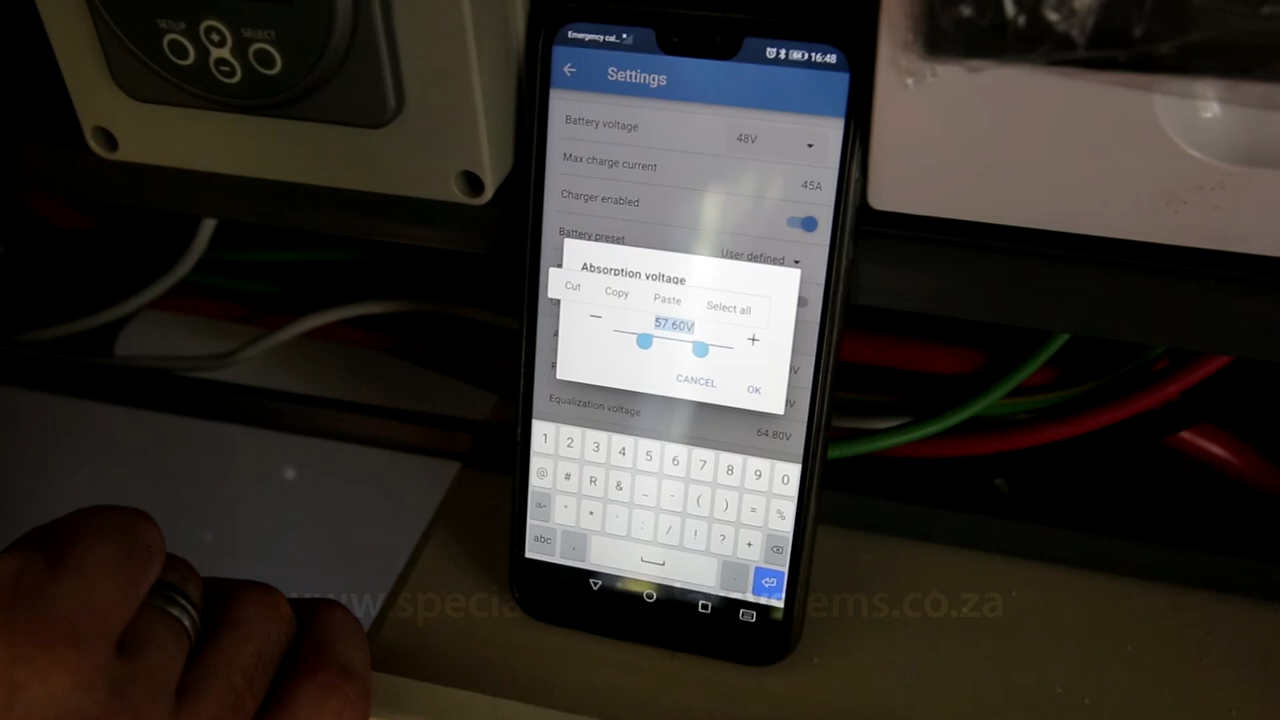 SETUP
SELECT
Emergency cal...
64
16:48
Settings
Battery voltage
48V
Max charge current
45A
Charger enabled
Battery preset
User defined
Absorption voltage
Cut
Copy
Paste
Select all
57.60V
CANCEL
OK
Equalization voltage
64.80V
1 2 3 4 5 6 7 8 9 0
@ # R & _ - ( ) = %
" * ' : / ! ? +
abc , .
www.specia ems.co.za